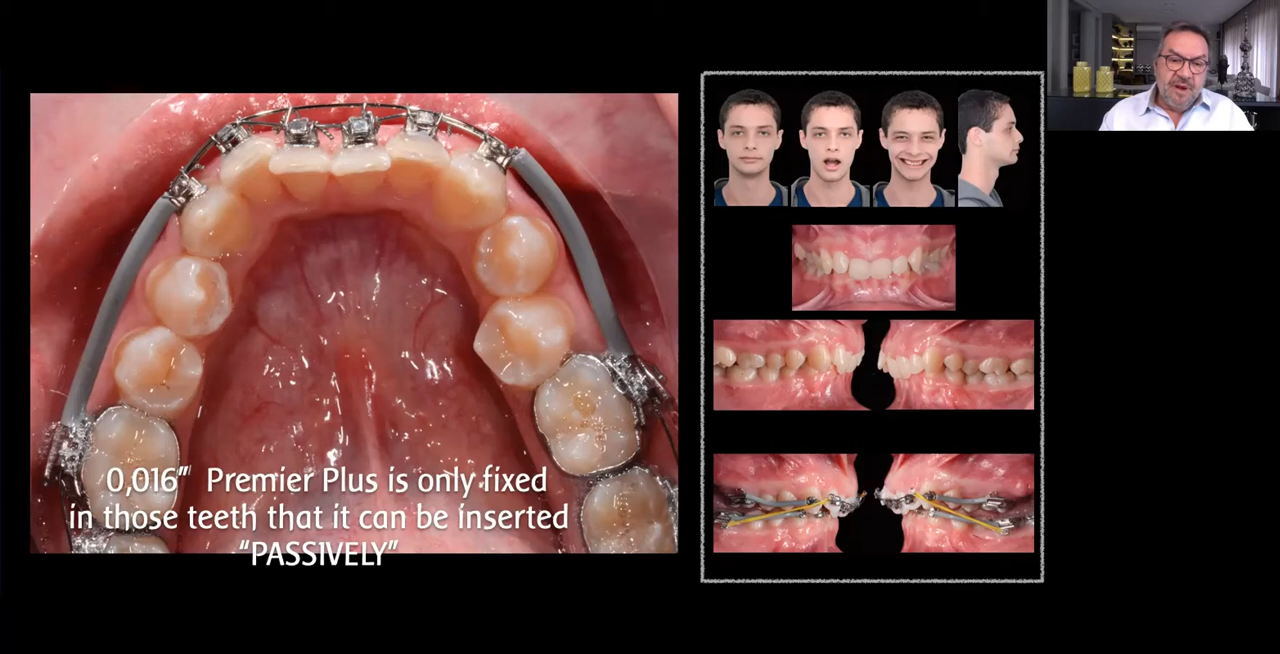 0,016” Premier Plus is only fixed
in those teeth that it can be inserted
“PASSIVELY”